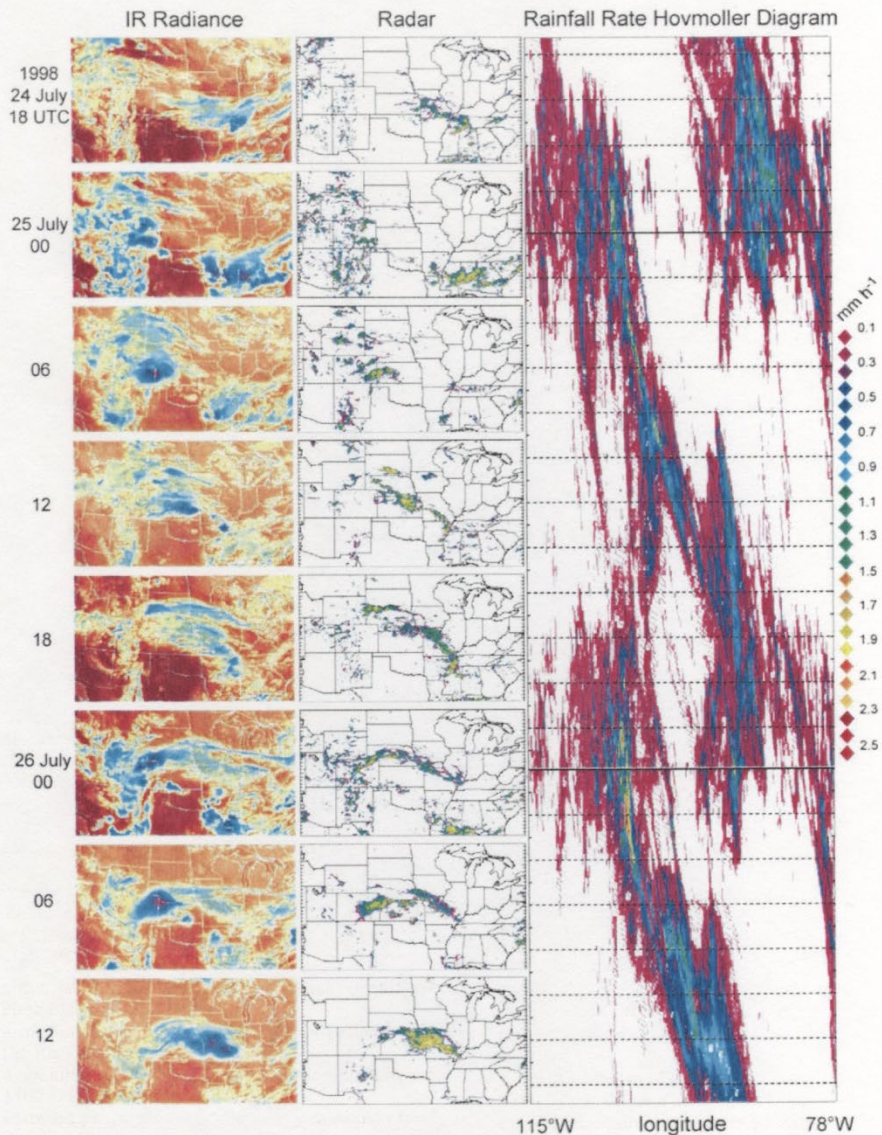 IR Radiance
Radar
Rainfall Rate Hovmoller Diagram
1998
24 July
18 UTC
25 July
00
06
12
18
26 July
00
06
12
mm h⁻¹
0.1
0.3
0.5
0.7
0.9
1.1
1.3
1.5
1.7
1.9
2.1
2.3
2.5
115°W
longitude
78°W